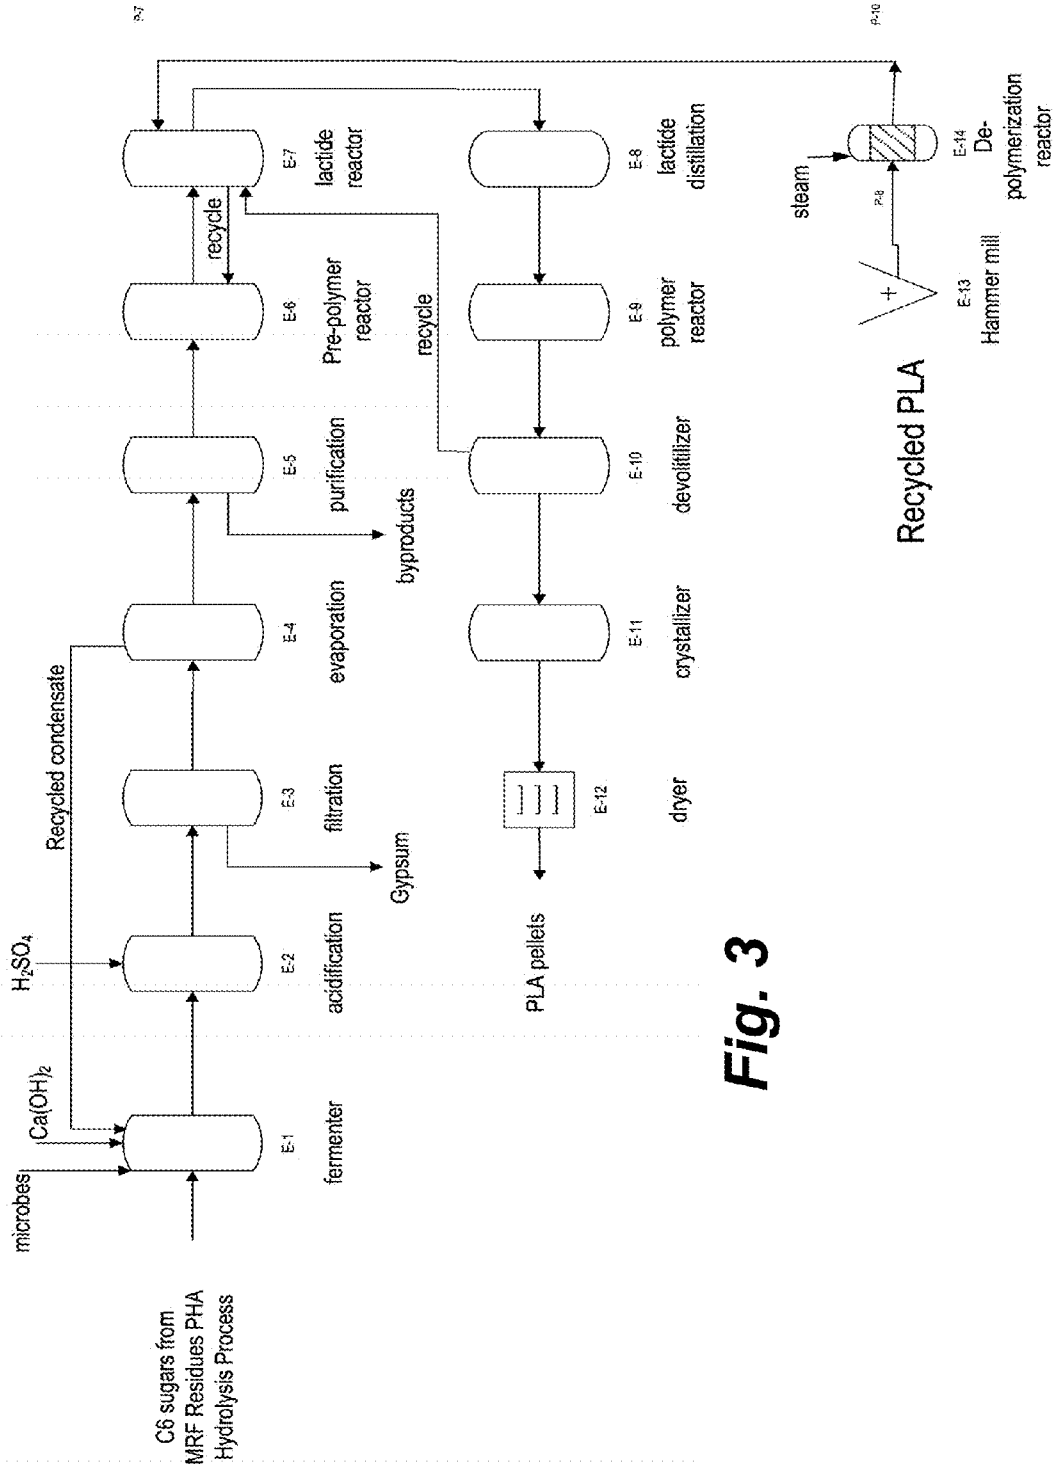 microbes
Ca(OH)2
H2SO4
Recycled condensate
C6 sugars from
MRF Residues PHA
Hydrolysis Process
E-1
fermenter
E-2
acidification
E-3
filtration
Gypsum
E-4
evaporation
E-5
purification
byproducts
E-6
Pre-polymer
reactor
recycle
E-7
lactide
reactor
P-7
recycle
E-8
lactide
distillation
E-9
polymer
reactor
E-10
devolitilizer
E-11
crystallizer
E-12
dryer
PLA pellets
Recycled PLA
E-13
Hammer mill
P-8
steam
E-14
De-
polymerization
reactor
P-10
Fig. 3